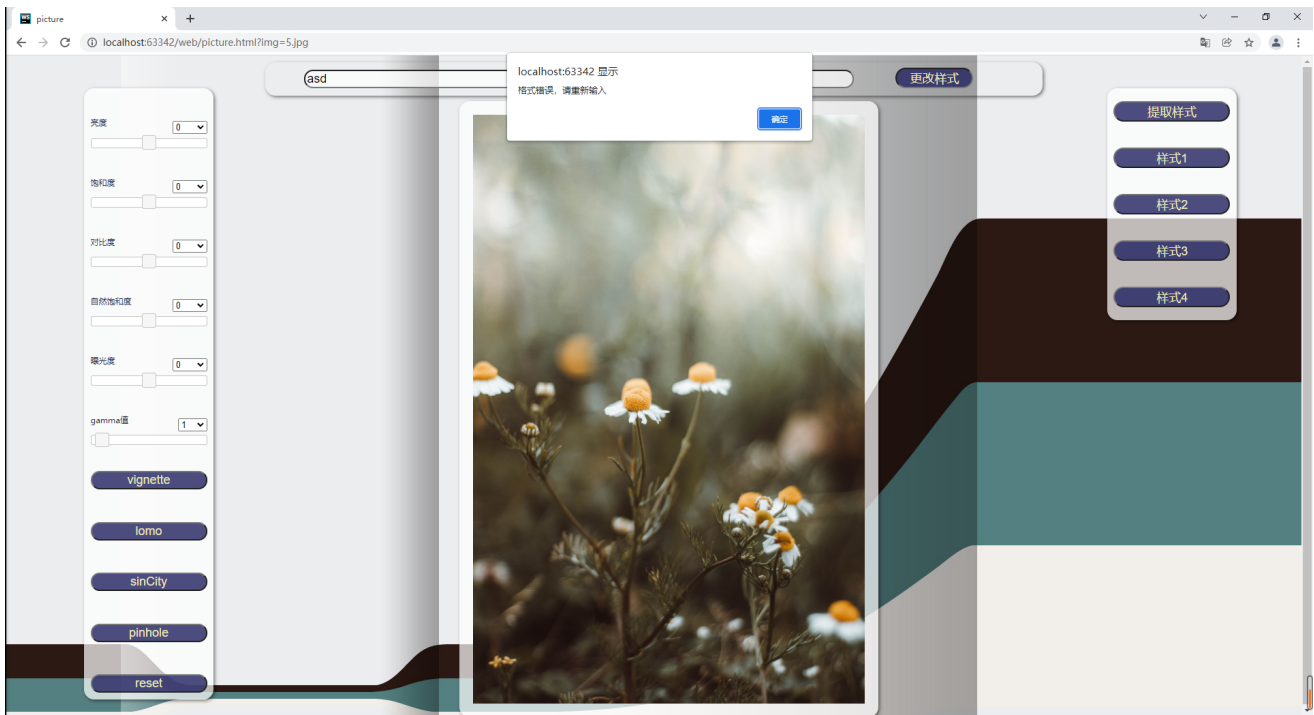 picture
localhost:63342/web/picture.html?img=5.jpg
asd
更改样式
localhost:63342 显示
格式错误，请重新输入
确定
亮度
0
饱和度
0
对比度
0
自然饱和度
0
曝光度
0
gamma值
1
vignette
lomo
sinCity
pinhole
reset
提取样式
样式1
样式2
样式3
样式4